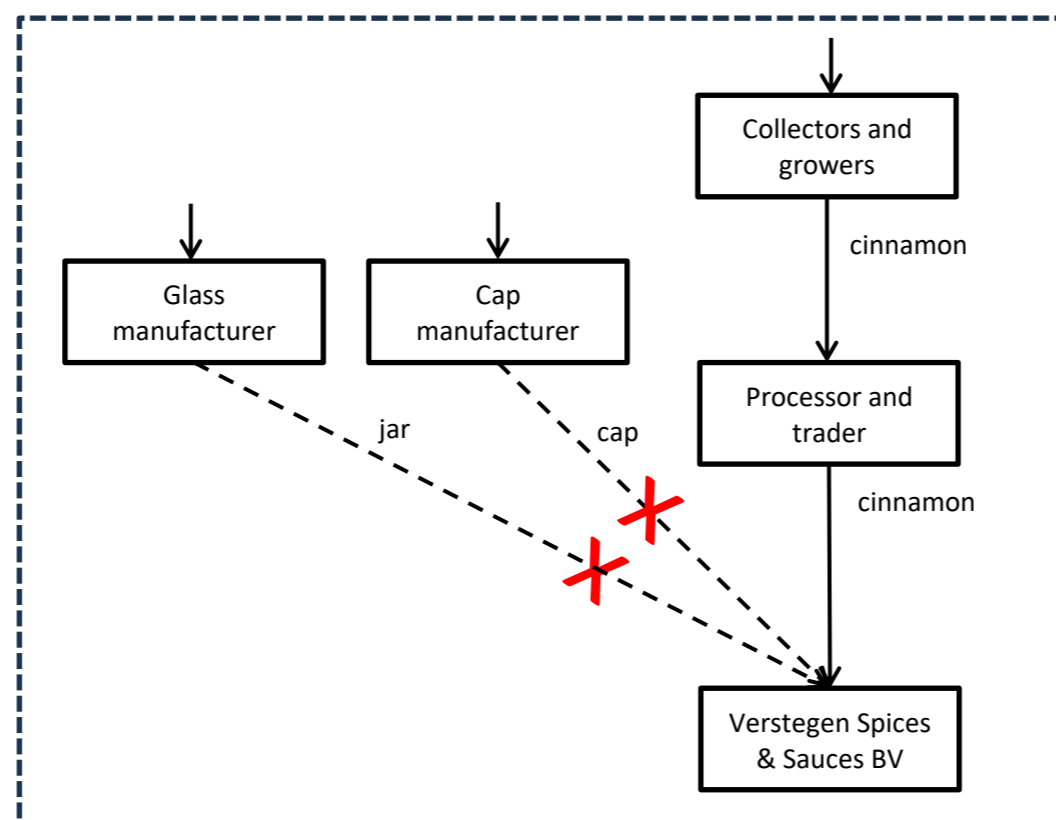 Collectors and
growers
cinnamon
Glass
manufacturer
Cap
manufacturer
Processor and
trader
jar
cap
cinnamon
Verstegen Spices
& Sauces BV